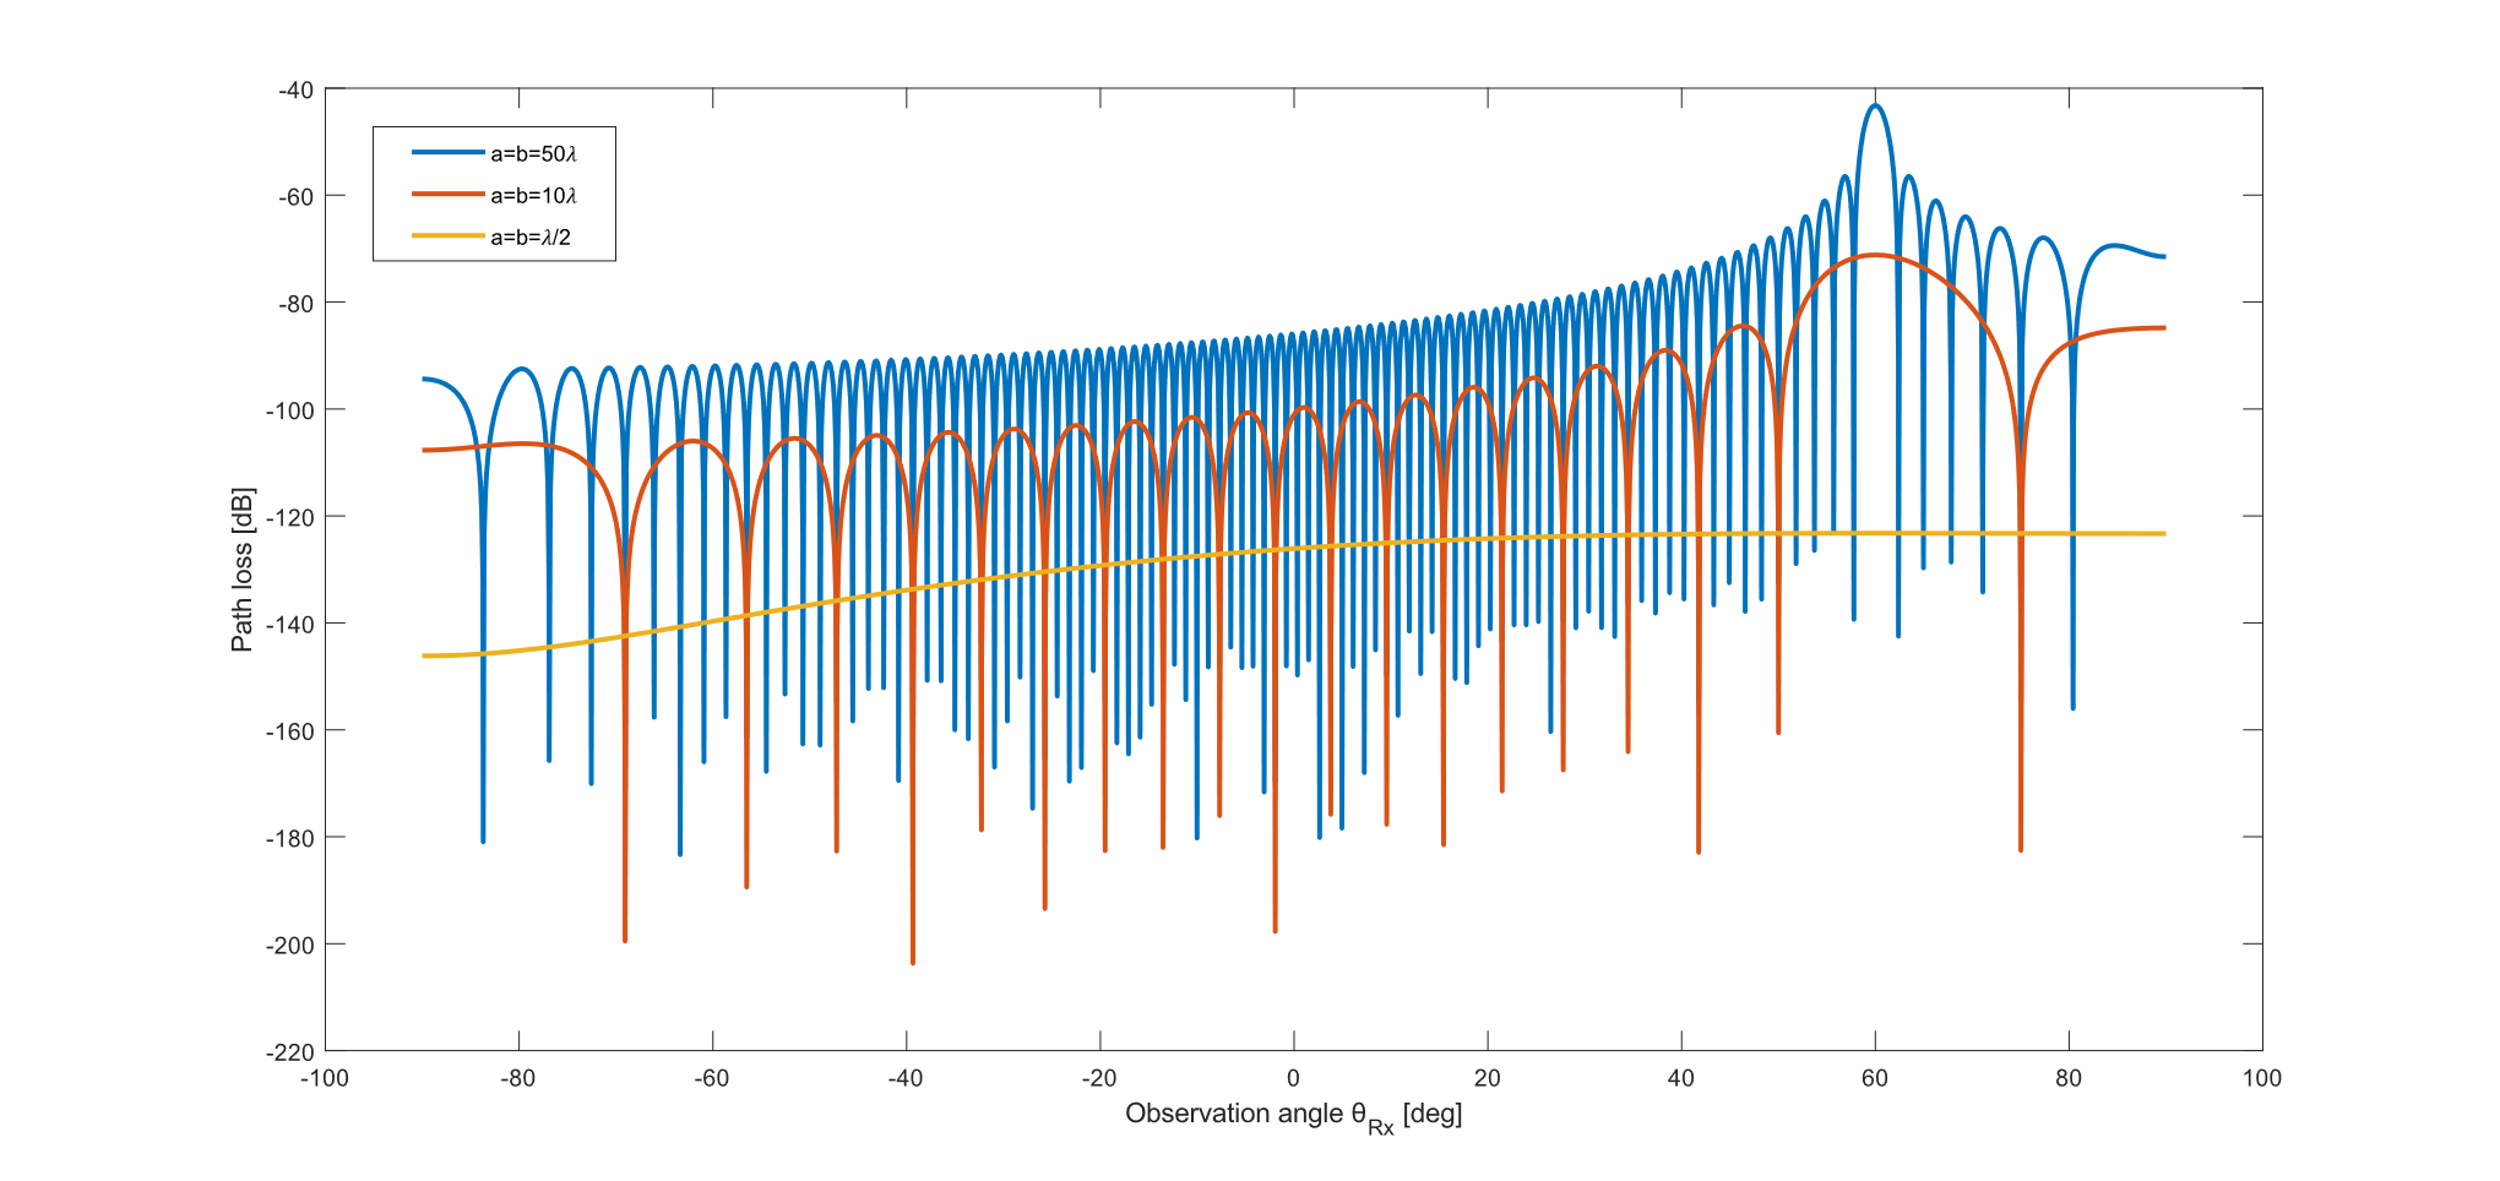 -40
-60
-80
-100
-120
-140
-160
-180
-200
-220
a=b=50λ
a=b=10λ
a=b=λ/2
Path loss [dB]
-100 -80 -60 -40 -20 0 20 40 60 80 100
Observation angle θRx [deg]